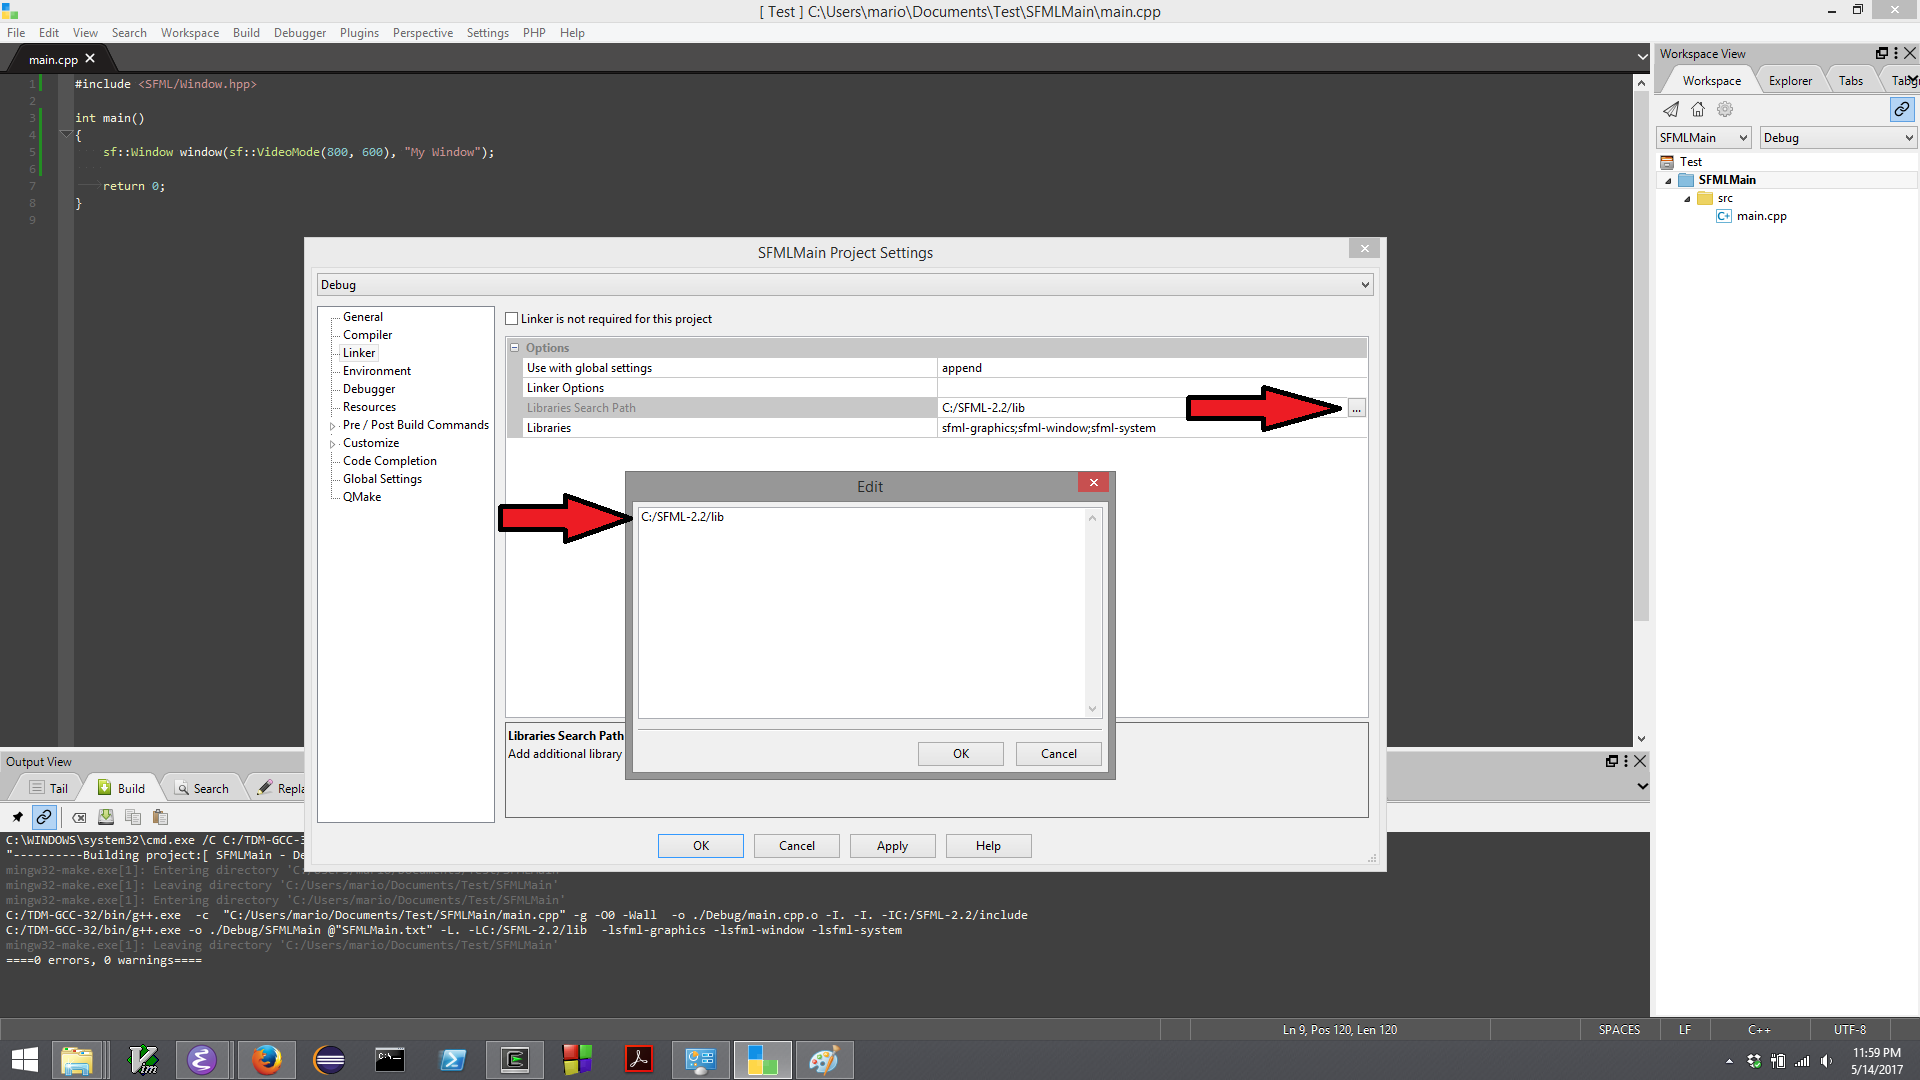 [ Test ] C:\Users\mario\Documents\Test\SFMLMain\main.cpp
File Edit View Search Workspace Build Debugger Plugins Perspective Settings PHP Help
main.cpp
1 #include <SFML/Window.hpp>
2
3 int main()
4 {
5 sf::Window window(sf::VideoMode(800, 600), "My Window");
6
7 return 0;
8 }
9
Workspace View
Workspace Explorer Tabs
SFMLMain Debug
Test
SFMLMain
src
main.cpp
SFMLMain Project Settings
Debug
General
Compiler
Linker
Environment
Debugger
Resources
Pre / Post Build Commands
Customize
Code Completion
Global Settings
QMake
Linker is not required for this project
Options
Use with global settings append
Linker Options
Libraries Search Path C:/SFML-2.2/lib ...
Libraries sfml-graphics;sfml-window;sfml-system
Edit
C:/SFML-2.2/lib
OK Cancel
Libraries Search Path
Add additional library
OK Cancel Apply Help
Output View
Tail Build Search Repla
C:\WINDOWS\system32\cmd.exe /C C:/TDM-GCC-3
"----------Building project:[ SFMLMain - De
mingw32-make.exe[1]: Entering directory 'C:/Users/mario/Documents/Test/SFMLMain'
mingw32-make.exe[1]: Leaving directory 'C:/Users/mario/Documents/Test/SFMLMain'
mingw32-make.exe[1]: Entering directory 'C:/Users/mario/Documents/Test/SFMLMain'
C:/TDM-GCC-32/bin/g++.exe -c "C:/Users/mario/Documents/Test/SFMLMain/main.cpp" -g -O0 -Wall -o ./Debug/main.cpp.o -I. -I. -IC:/SFML-2.2/include
C:/TDM-GCC-32/bin/g++.exe -o ./Debug/SFMLMain @"SFMLMain.txt" -L. -LC:/SFML-2.2/lib -lsfml-graphics -lsfml-window -lsfml-system
mingw32-make.exe[1]: Leaving directory 'C:/Users/mario/Documents/Test/SFMLMain'
====0 errors, 0 warnings====
Ln 9, Pos 120, Len 120 SPACES LF C++ UTF-8
11:59 PM
5/14/2017